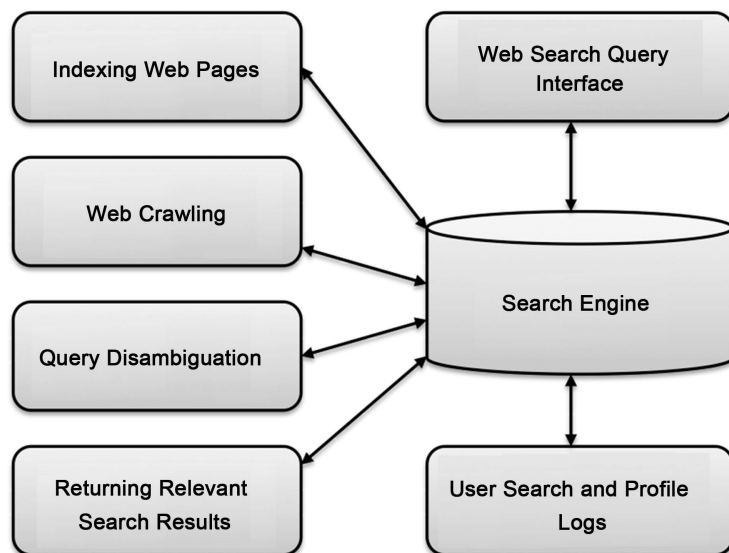 Indexing Web Pages
Web Search Query
Interface
Web Crawling
Search Engine
Query Disambiguation
Returning Relevant
Search Results
User Search and Profile
Logs